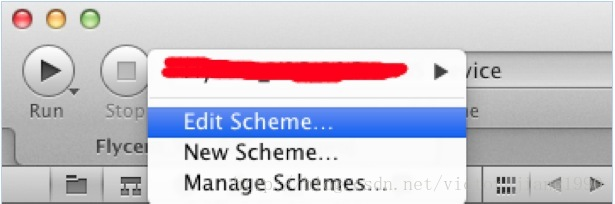 vice
Run
Stop
Edit Scheme...
Flycer
New Scheme...
Manage Schemes...